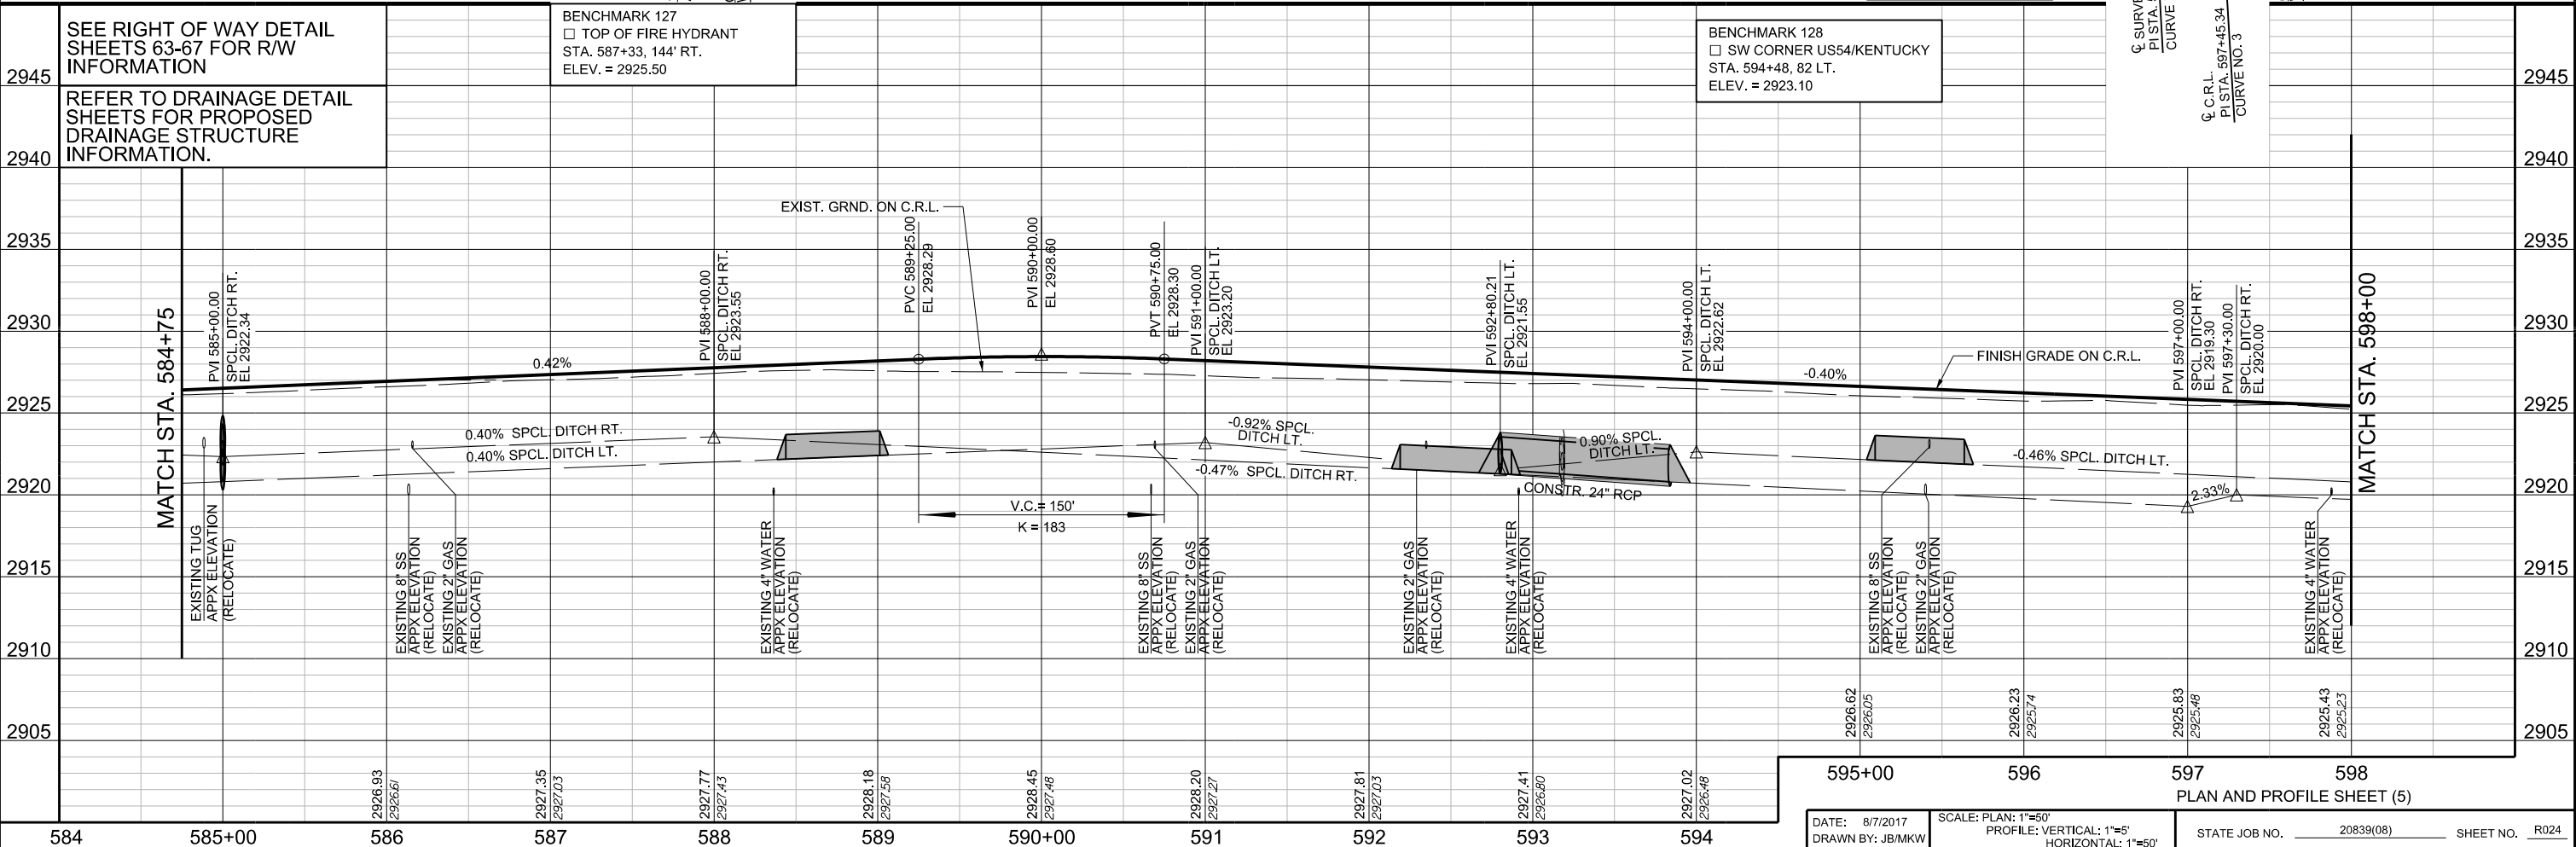 SEE RIGHT OF WAY DETAIL
SHEETS 63-67 FOR R/W
INFORMATION
REFER TO DRAINAGE DETAIL
SHEETS FOR PROPOSED
DRAINAGE STRUCTURE
INFORMATION.
BENCHMARK 127
□ TOP OF FIRE HYDRANT
STA. 587+33, 144' RT.
ELEV. = 2925.50
BENCHMARK 128
□ SW CORNER US54/KENTUCKY
STA. 594+48, 82 LT.
ELEV. = 2923.10
℄ SURVE
PI STA.
CURVE
℄ C.R.L.
PI STA. 597+45.34
CURVE NO. 3
2945
2940
2935
2930
2925
2920
2915
2910
2905
2945
2940
2935
2930
2925
2920
2915
2910
2905
MATCH STA. 584+75
PVI 585+00.00
SPCL. DITCH RT.
EL 2922.34
0.42%
EXIST. GRND. ON C.R.L.
PVI 588+00.00
SPCL. DITCH RT.
EL 2923.55
PVC 589+25.00
EL 2928.29
PVI 590+00.00
EL 2928.60
PVT 590+75.00
EL 2928.30
PVI 591+00.00
SPCL. DITCH LT.
EL 2923.20
PVI 592+80.21
SPCL. DITCH LT.
EL 2921.55
PVI 594+00.00
SPCL. DITCH LT.
EL 2922.62
-0.40%
FINISH GRADE ON C.R.L.
PVI 597+00.00
SPCL. DITCH RT.
EL 2919.30
PVI 597+30.00
SPCL. DITCH RT.
EL 2920.00
MATCH STA. 598+00
0.40% SPCL. DITCH RT.
0.40% SPCL. DITCH LT.
-0.92% SPCL.
DITCH LT.
-0.47% SPCL. DITCH RT.
0.90% SPCL.
DITCH LT.
CONSTR. 24" RCP
-0.46% SPCL. DITCH LT.
2.33%
V.C.= 150'
K = 183
EXISTING TUG
APPX ELEVATION
(RELOCATE)
EXISTING 8" SS
APPX ELEVATION
(RELOCATE)
EXISTING 2" GAS
APPX ELEVATION
(RELOCATE)
EXISTING 4" WATER
APPX ELEVATION
(RELOCATE)
EXISTING 8" SS
APPX ELEVATION
(RELOCATE)
EXISTING 2" GAS
APPX ELEVATION
(RELOCATE)
EXISTING 2" GAS
APPX ELEVATION
(RELOCATE)
EXISTING 4" WATER
APPX ELEVATION
(RELOCATE)
EXISTING 8" SS
APPX ELEVATION
(RELOCATE)
EXISTING 2" GAS
APPX ELEVATION
(RELOCATE)
EXISTING 4" WATER
APPX ELEVATION
(RELOCATE)
2926.93
2926.61
2927.35
2927.03
2927.77
2927.43
2928.18
2927.58
2928.45
2927.48
2928.20
2927.27
2927.81
2927.03
2927.41
2926.80
2927.02
2926.48
2926.62
2926.05
2926.23
2925.74
2925.83
2925.48
2925.43
2925.23
584 585+00 586 587 588 589 590+00 591 592 593 594
595+00 596 597 598
PLAN AND PROFILE SHEET (5)
DATE: 8/7/2017
DRAWN BY: JB/MKW
SCALE: PLAN: 1"=50'
PROFILE: VERTICAL: 1"=5'
HORIZONTAL: 1"=50'
STATE JOB NO. 20839(08) SHEET NO. R024